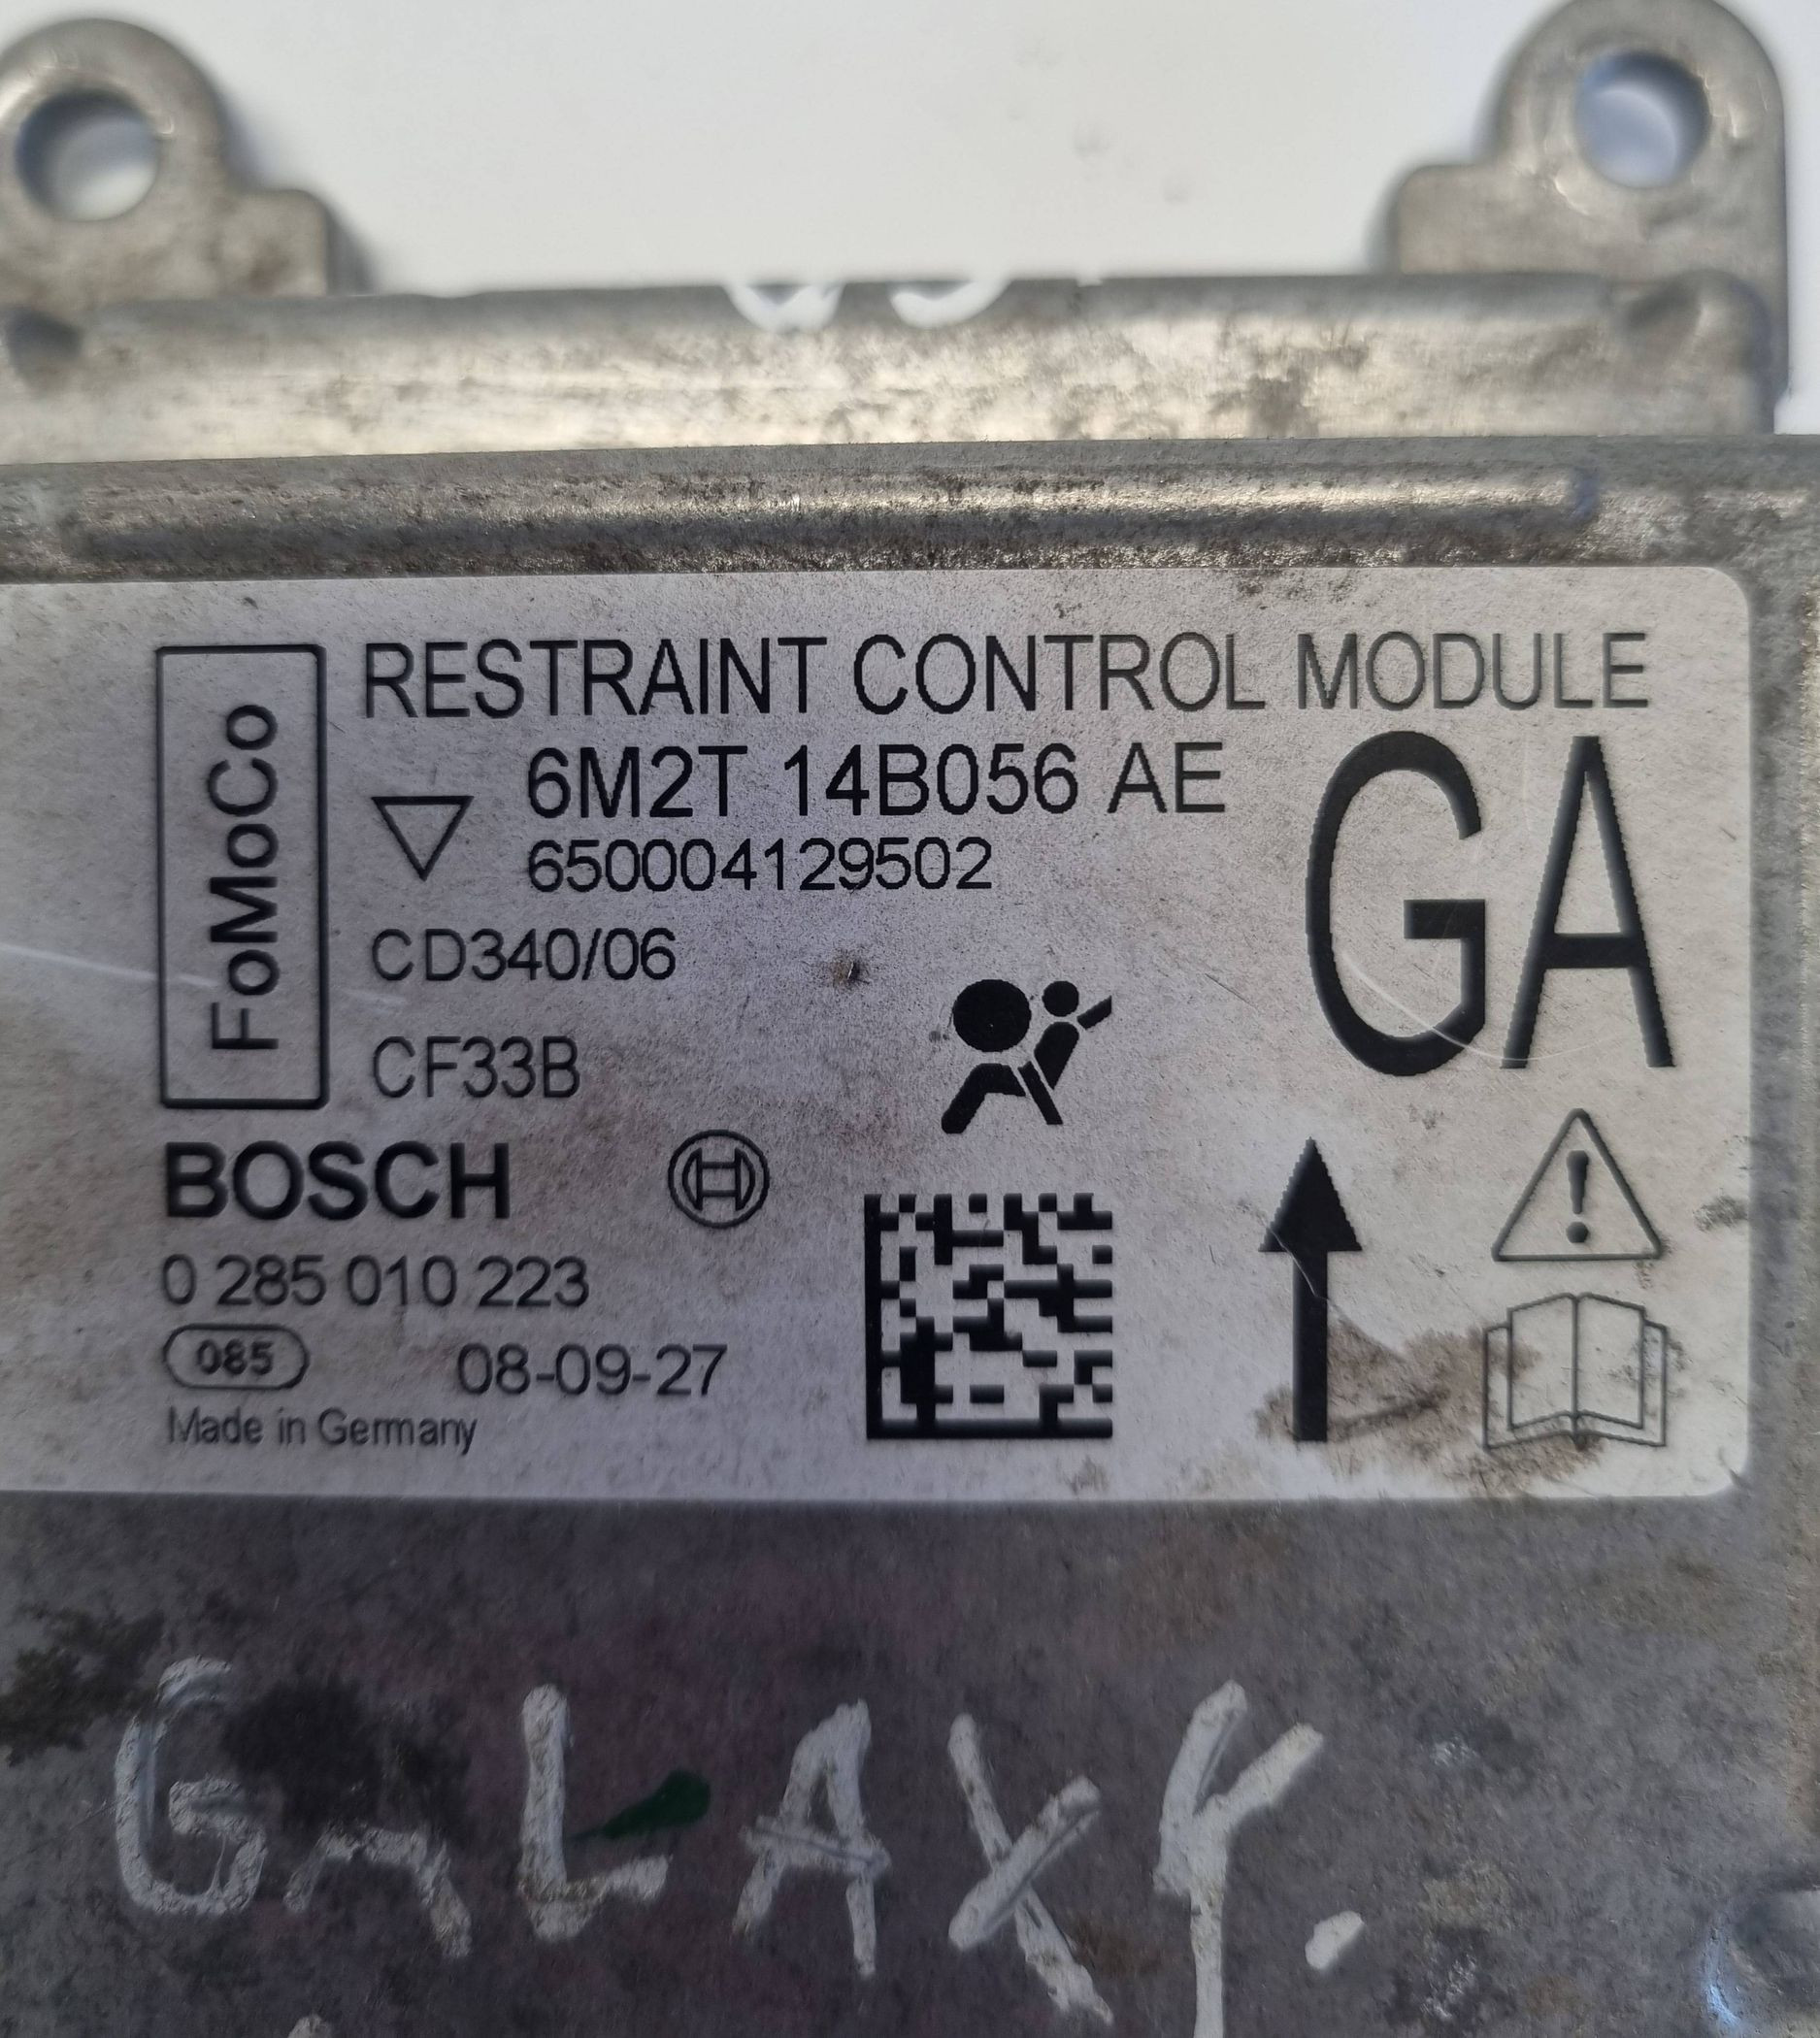 FoMoCo
RESTRAINT CONTROL MODULE
6M2T 14B056 AE
GA
650004129502
CD340/06
CF33B
BOSCH
0 285 010 223
085 08-09-27
Made in Germany
GALAXY.